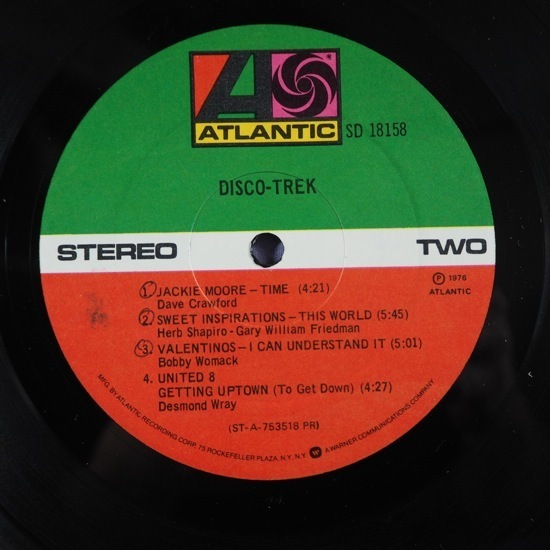 ATLANTIC
SD 18158
DISCO-TREK
STEREO
TWO
℗ 1976
ATLANTIC
1. JACKIE MOORE – TIME (4:21)
Dave Crawford
2. SWEET INSPIRATIONS – THIS WORLD (5:45)
Herb Shapiro - Gary William Friedman
3. VALENTINOS – I CAN UNDERSTAND IT (5:01)
Bobby Womack
4. UNITED 8
GETTING UPTOWN (To Get Down) (4:27)
Desmond Wray
(ST-A-753518 PR)
MFG. BY ATLANTIC RECORDING CORP. 75 ROCKEFELLER PLAZA, N.Y. N.Y. W A WARNER COMMUNICATIONS COMPANY